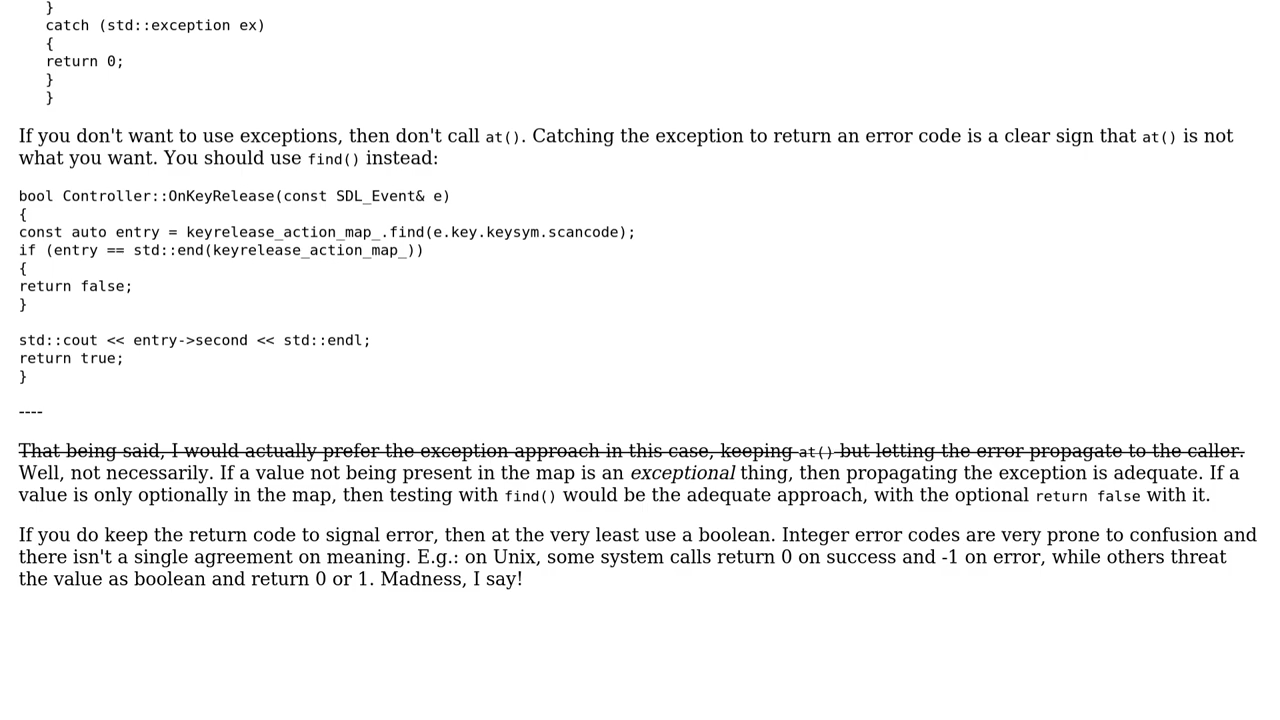 }
catch (std::exception ex)
{
return 0;
}
}
If you don't want to use exceptions, then don't call at(). Catching the exception to return an error code is a clear sign that at() is not
what you want. You should use find() instead:
bool Controller::OnKeyRelease(const SDL_Event& e)
{
const auto entry = keyrelease_action_map_.find(e.key.keysym.scancode);
if (entry == std::end(keyrelease_action_map_))
{
return false;
}
std::cout << entry->second << std::endl;
return true;
}
----
That being said, I would actually prefer the exception approach in this case, keeping at() but letting the error propagate to the caller.
Well, not necessarily. If a value not being present in the map is an exceptional thing, then propagating the exception is adequate. If a
value is only optionally in the map, then testing with find() would be the adequate approach, with the optional return false with it.
If you do keep the return code to signal error, then at the very least use a boolean. Integer error codes are very prone to confusion and
there isn't a single agreement on meaning. E.g.: on Unix, some system calls return 0 on success and -1 on error, while others threat
the value as boolean and return 0 or 1. Madness, I say!